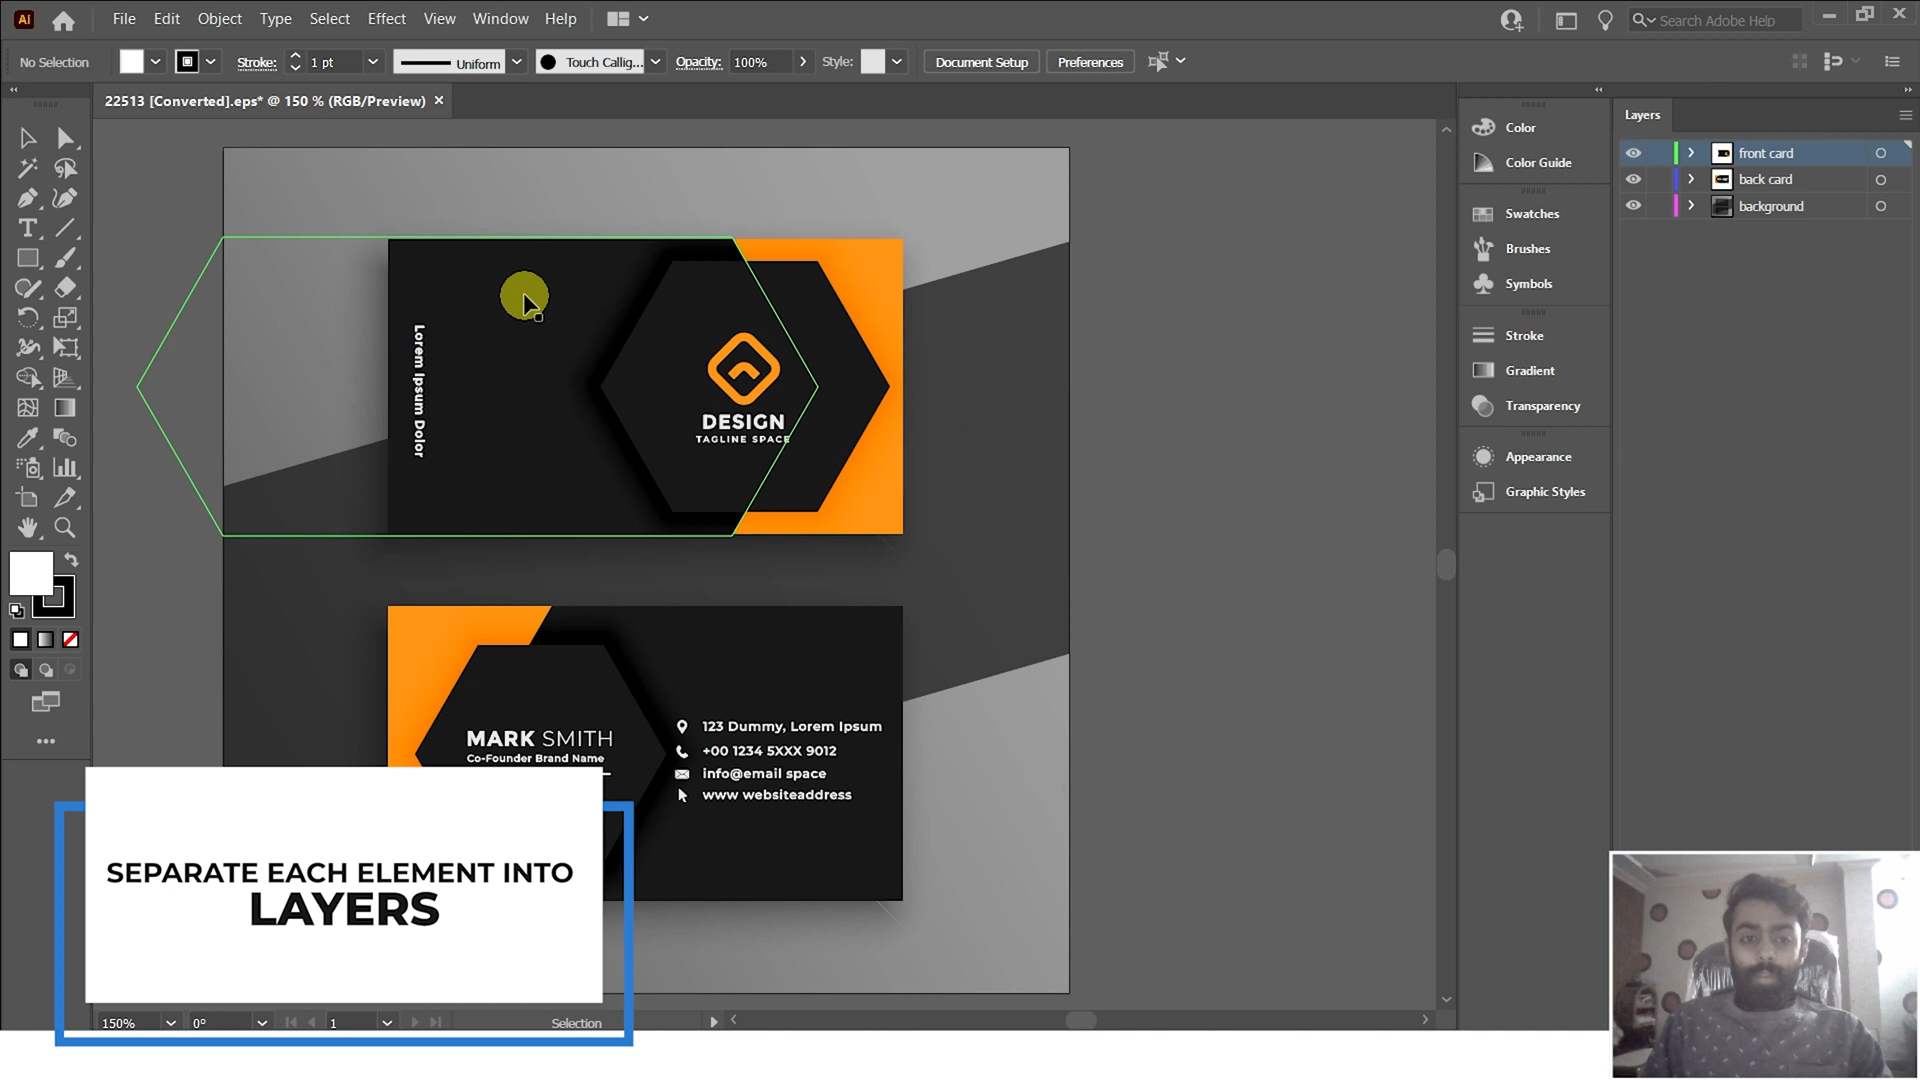 Ai File Edit Object Type Select Effect View Window Help Search Adobe Help
No Selection Stroke: 1 pt Uniform Touch Callig... Opacity: 100% Style: Document Setup Preferences
22513 [Converted].eps* @ 150 % (RGB/Preview)
Color
Color Guide
Swatches
Brushes
Symbols
Stroke
Gradient
Transparency
Appearance
Graphic Styles
Layers
front card
back card
background
Lorem Ipsum Dolor
DESIGN
TAGLINE SPACE
MARK SMITH
Co-Founder Brand Name
123 Dummy, Lorem Ipsum
+00 1234 5XXX 9012
info@email space
www websiteaddress
SEPARATE EACH ELEMENT INTO
LAYERS
150% 0° 1 Selection